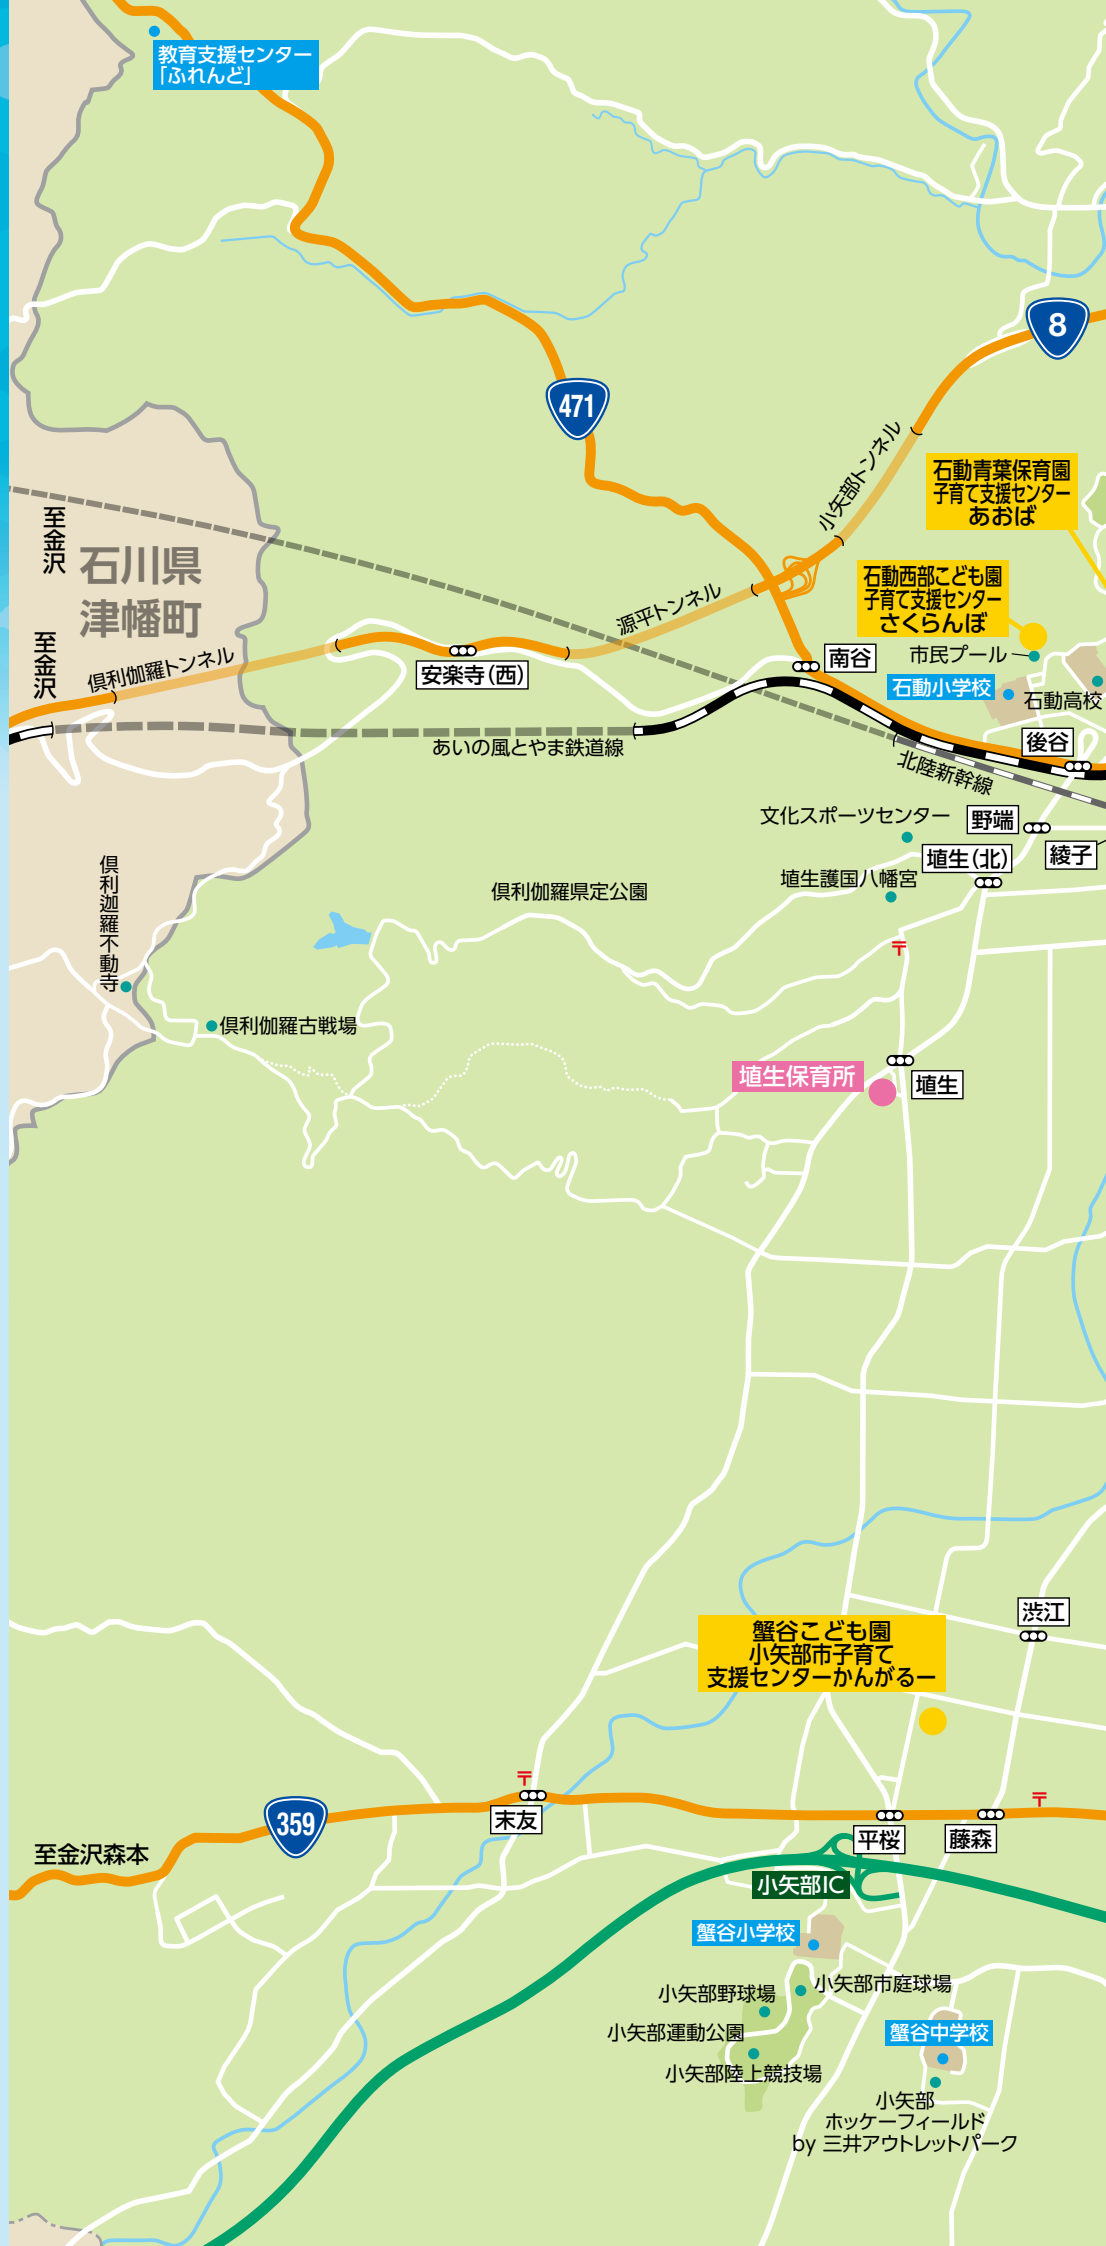 教育支援センター
「ふれんど」
8
471
小矢部トンネル
石動青葉保育園
子育て支援センター
あおば
至金沢
石川県
津幡町
石動西部こども園
子育て支援センター
さくらんぼ
源平トンネル
至金沢
倶利伽羅トンネル
安楽寺(西)
南谷
市民プール
石動小学校
石動高校
あいの風とやま鉄道線
後谷
北陸新幹線
文化スポーツセンター
野端
綾子
埴生(北)
倶利迦羅不動寺
倶利伽羅県定公園
埴生護国八幡宮
〒
倶利伽羅古戦場
埴生保育所
埴生
渋江
蟹谷こども園
小矢部市子育て
支援センターかんがるー
〒
〒
359
末友
平桜
藤森
至金沢森本
小矢部IC
蟹谷小学校
小矢部野球場
小矢部市庭球場
小矢部運動公園
蟹谷中学校
小矢部陸上競技場
小矢部
ホッケーフィールド
by 三井アウトレットパーク